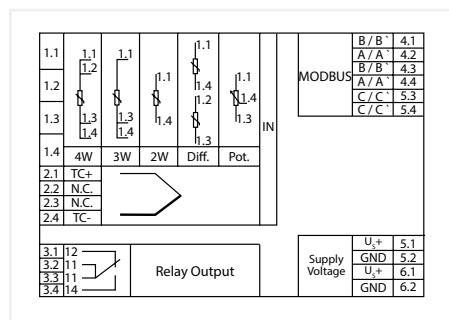 1.1
1.2
1.3
1.4
1.1
1.2
1.3
1.4
4W
1.1
1.2
1.3
1.4
3W
1.1
1.4
2W
1.1
1.4
1.2
1.3
Diff.
1.1
1.4
1.3
Pot.
IN
2.1 TC+
2.2 N.C.
2.3 N.C.
2.4 TC-
3.1 12
3.2 11
3.3 11
3.4 14
Relay Output
MODBUS
B / B` 4.1
A / A` 4.2
B / B` 4.3
A / A` 4.4
C / C` 5.3
C / C` 5.4
Supply
Voltage
Us+ 5.1
GND 5.2
Us+ 6.1
GND 6.2